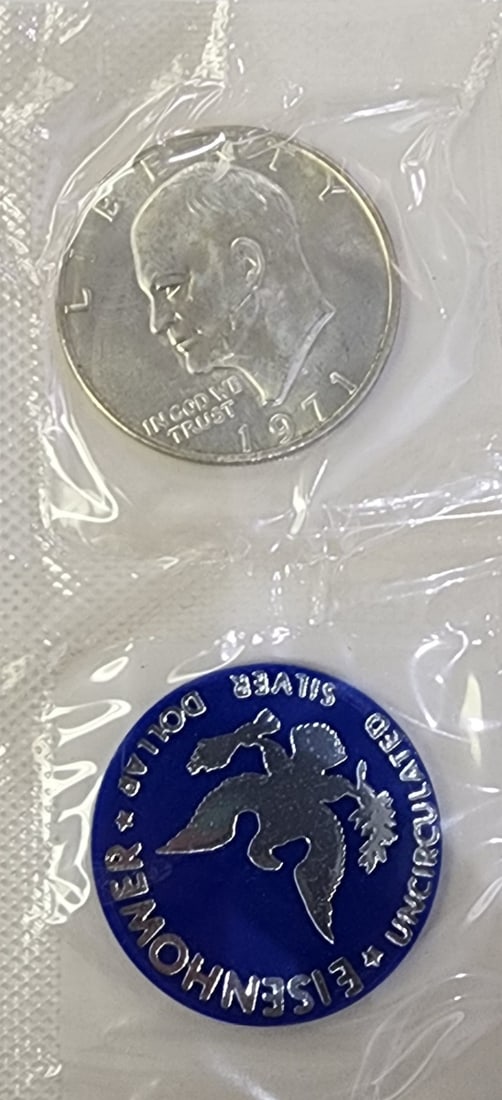 LIBERTY
IN GOD WE
TRUST
1971
EISENHOWER
★ UNCIRCULATED SILVER DOLLAR ★